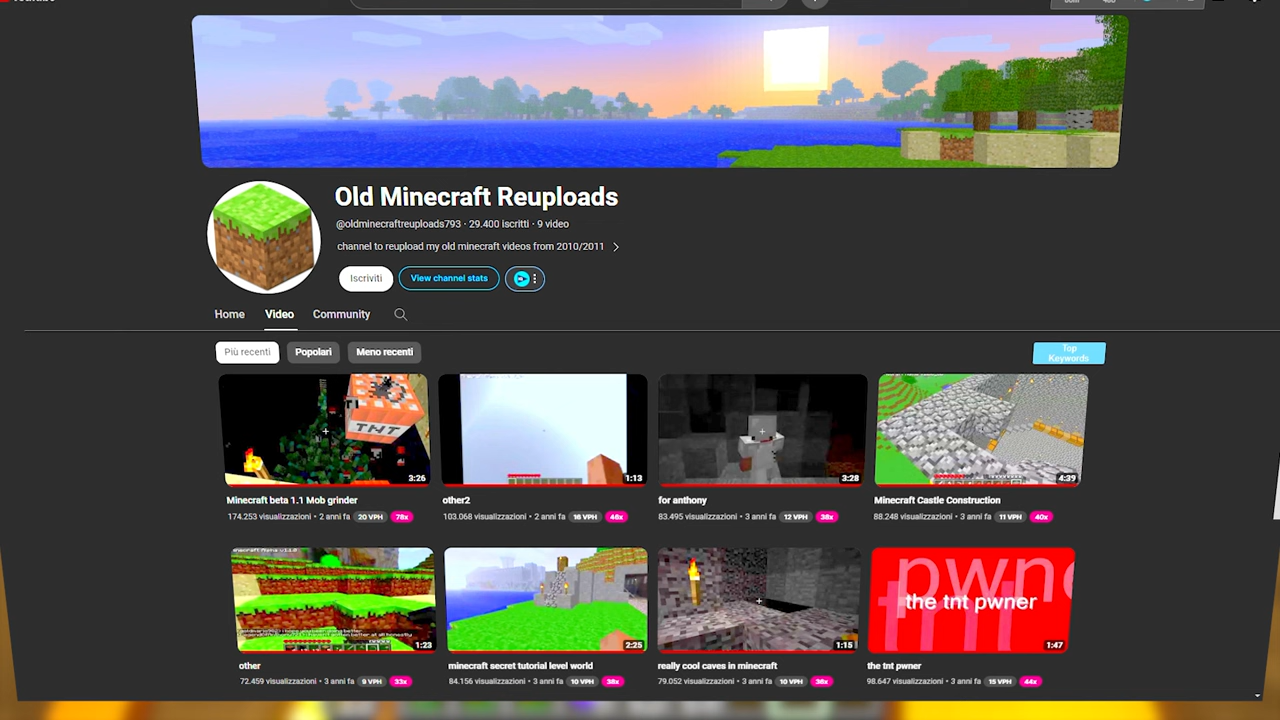 Old Minecraft Reuploads
@oldminecraftreuploads793 · 29.400 iscritti · 9 video
channel to reupload my old minecraft videos from 2010/2011
Iscriviti View channel stats
Home Video Community
Più recenti Popolari Meno recenti Top
Keywords
TNT
3:26 1:13 3:28 4:39
Minecraft beta 1.1 Mob grinder other2 for anthony Minecraft Castle Construction
174.253 visualizzazioni • 2 anni fa 20 VPH 78x 103.068 visualizzazioni • 2 anni fa 16 VPH 46x 83.495 visualizzazioni • 3 anni fa 12 VPH 38x 88.248 visualizzazioni • 3 anni fa 11 VPH 40x
the tnt pwner
1:23 2:25 1:15 1:47
other minecraft secret tutorial level world really cool caves in minecraft the tnt pwner
72.459 visualizzazioni • 3 anni fa 9 VPH 33x 84.156 visualizzazioni • 3 anni fa 10 VPH 38x 79.052 visualizzazioni • 3 anni fa 10 VPH 36x 98.647 visualizzazioni • 3 anni fa 15 VPH 44x